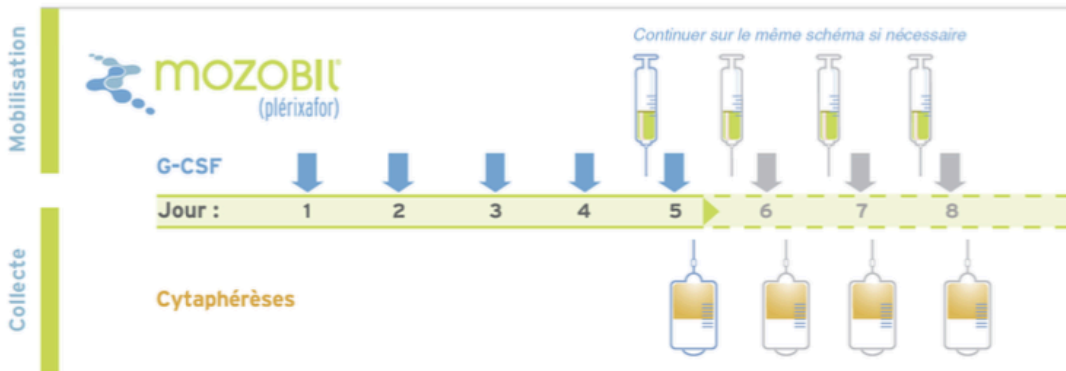 Mobilisation
Continuer sur le même schéma si nécessaire
mozobil®
(plérixafor)
G-CSF
Jour : 1 2 3 4 5 6 7 8
Collecte
Cytaphérèses